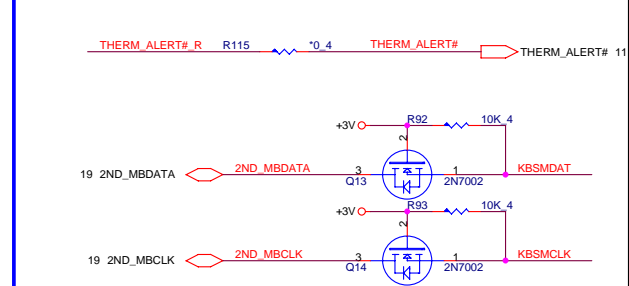 THERM_ALERT#_R R115 *0_4 THERM_ALERT# THERM_ALERT# 11
+3V R92 10K_4
2
19 2ND_MBDATA 2ND_MBDATA 3 1 KBSMDAT
Q13 2N7002
+3V R93 10K_4
2
19 2ND_MBCLK 2ND_MBCLK 3 1 KBSMCLK
Q14 2N7002